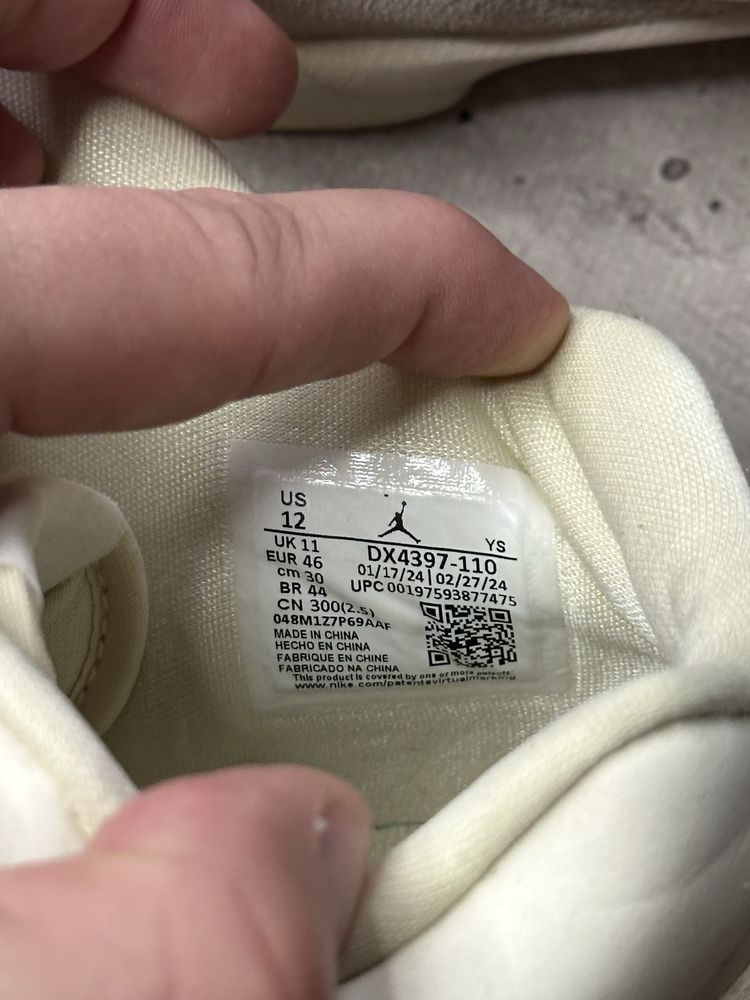 US
12
YS
UK 11
DX4397-110
EUR 46
01/17/24 | 02/27/24
cm 30
UPC 00197593877475
BR 44
CN 300(2.5)
048M1Z7P69AAF
MADE IN CHINA
HECHO EN CHINA
FABRIQUE EN CHINE
FABRICADO NA CHINA
This product is covered by one or more patents:
www.nike.com/patentsvirtualmarking